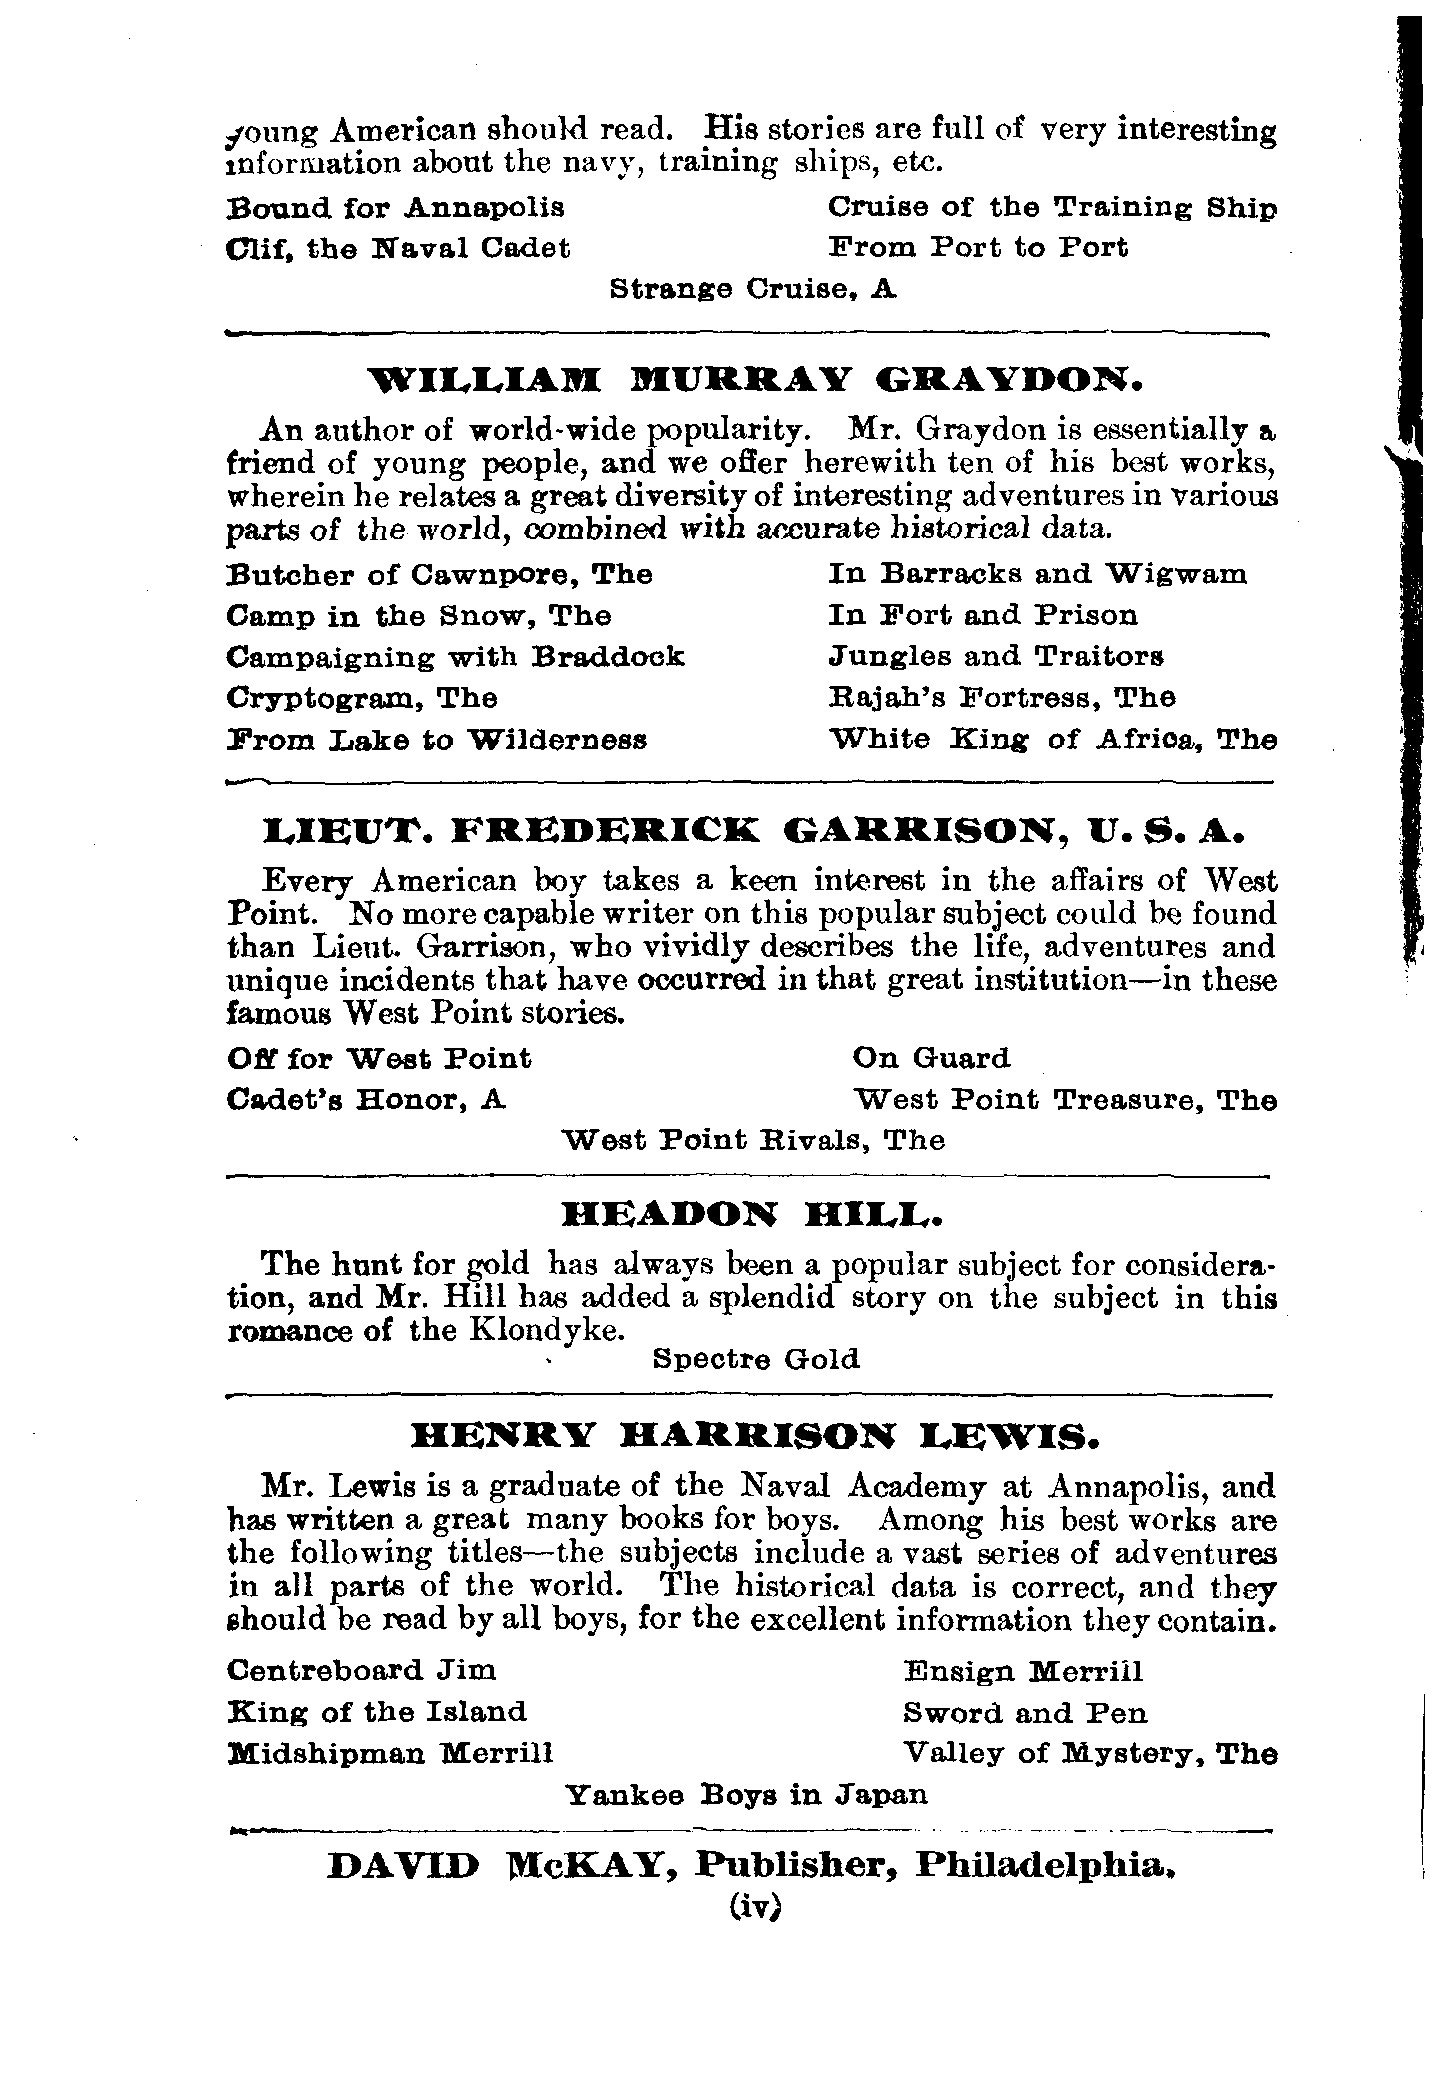 young American should read. His stories are full of very interesting
information about the navy, training ships, etc.
Bound for Annapolis Cruise of the Training Ship
Clif, the Naval Cadet From Port to Port
Strange Cruise, A
WILLIAM MURRAY GRAYDON.
An author of world-wide popularity. Mr. Graydon is essentially a
friend of young people, and we offer herewith ten of his best works,
wherein he relates a great diversity of interesting adventures in various
parts of the world, combined with accurate historical data.
Butcher of Cawnpore, The In Barracks and Wigwam
Camp in the Snow, The In Fort and Prison
Campaigning with Braddock Jungles and Traitors
Cryptogram, The Rajah's Fortress, The
From Lake to Wilderness White King of Africa, The
LIEUT. FREDERICK GARRISON, U. S. A.
Every American boy takes a keen interest in the affairs of West
Point. No more capable writer on this popular subject could be found
than Lieut. Garrison, who vividly describes the life, adventures and
unique incidents that have occurred in that great institution—in these
famous West Point stories.
Off for West Point On Guard
Cadet's Honor, A West Point Treasure, The
West Point Rivals, The
HEADON HILL.
The hunt for gold has always been a popular subject for considera-
tion, and Mr. Hill has added a splendid story on the subject in this
romance of the Klondyke.
Spectre Gold
HENRY HARRISON LEWIS.
Mr. Lewis is a graduate of the Naval Academy at Annapolis, and
has written a great many books for boys. Among his best works are
the following titles—the subjects include a vast series of adventures
in all parts of the world. The historical data is correct, and they
should be read by all boys, for the excellent information they contain.
Centreboard Jim Ensign Merrill
King of the Island Sword and Pen
Midshipman Merrill Valley of Mystery, The
Yankee Boys in Japan
DAVID McKAY, Publisher, Philadelphia.
(iv)